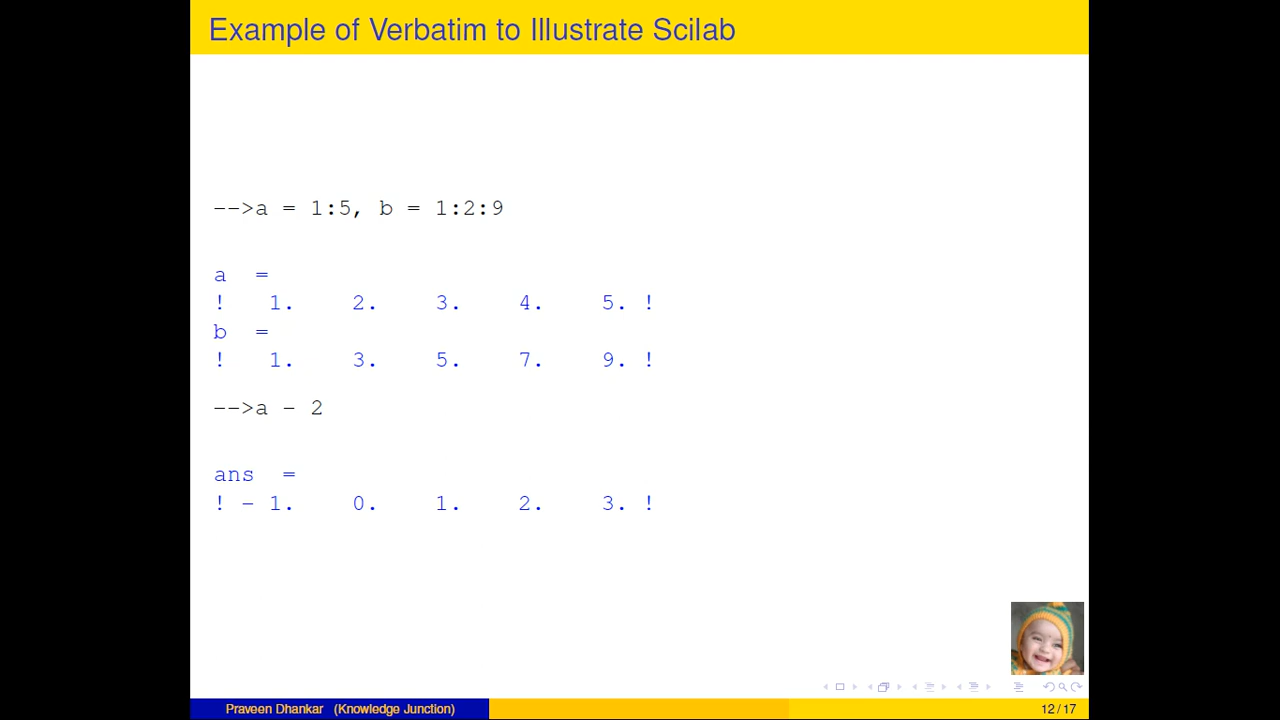 Example of Verbatim to Illustrate Scilab
-->a = 1:5, b = 1:2:9
a  =
!   1.    2.    3.    4.    5. !
b  =
!   1.    3.    5.    7.    9. !
-->a - 2
ans  =
! - 1.    0.    1.    2.    3. !
Praveen Dhankar (Knowledge Junction)
12 / 17